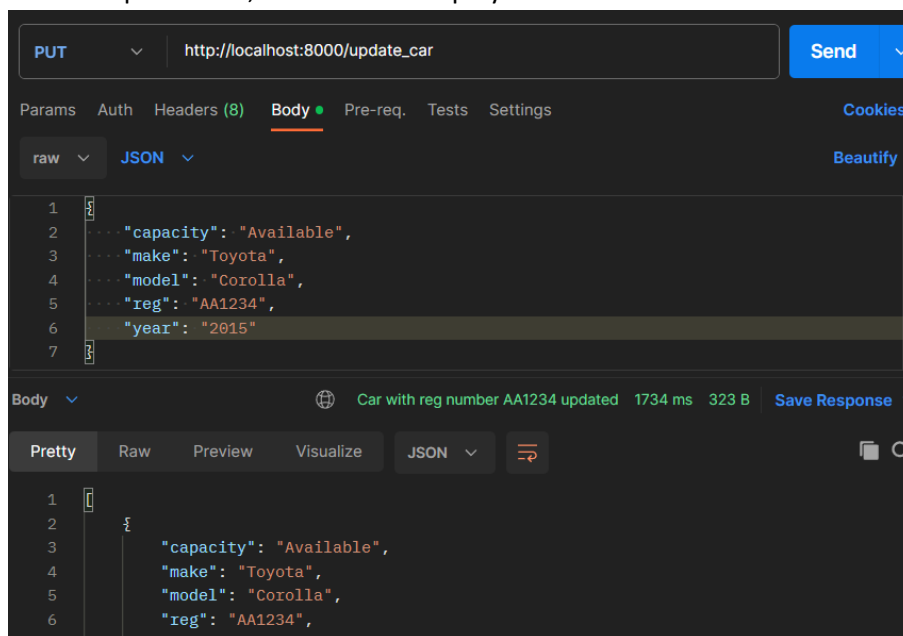 PUT http://localhost:8000/update_car Send
Params Auth Headers (8) Body Pre-req. Tests Settings Cookies
raw JSON Beautify
1 {
2 "capacity": "Available",
3 "make": "Toyota",
4 "model": "Corolla",
5 "reg": "AA1234",
6 "year": "2015"
7 }
Body Car with reg number AA1234 updated 1734 ms 323 B Save Response
Pretty Raw Preview Visualize JSON
1 [
2 {
3 "capacity": "Available",
4 "make": "Toyota",
5 "model": "Corolla",
6 "reg": "AA1234",